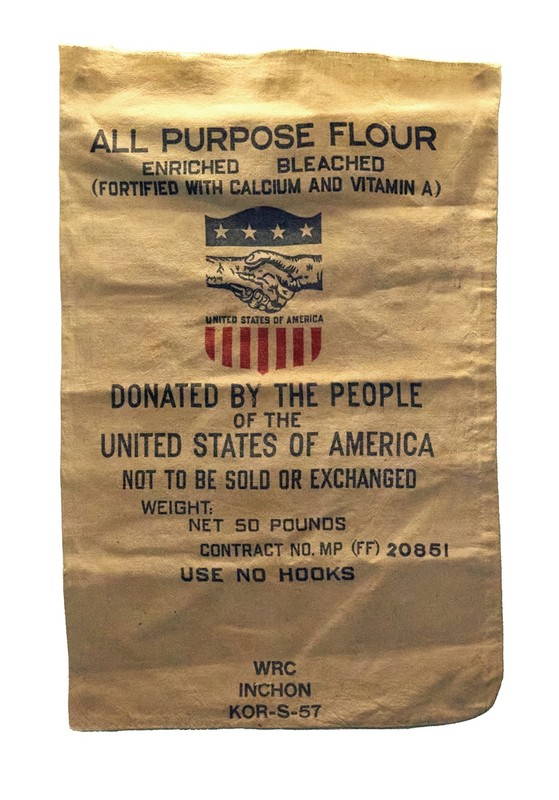 ALL PURPOSE FLOUR
ENRICHED BLEACHED
(FORTIFIED WITH CALCIUM AND VITAMIN A)
UNITED STATES OF AMERICA
DONATED BY THE PEOPLE
OF THE
UNITED STATES OF AMERICA
NOT TO BE SOLD OR EXCHANGED
WEIGHT:
NET 50 POUNDS
CONTRACT NO. MP (FF) 20851
USE NO HOOKS
WRC
INCHON
KOR-S-57